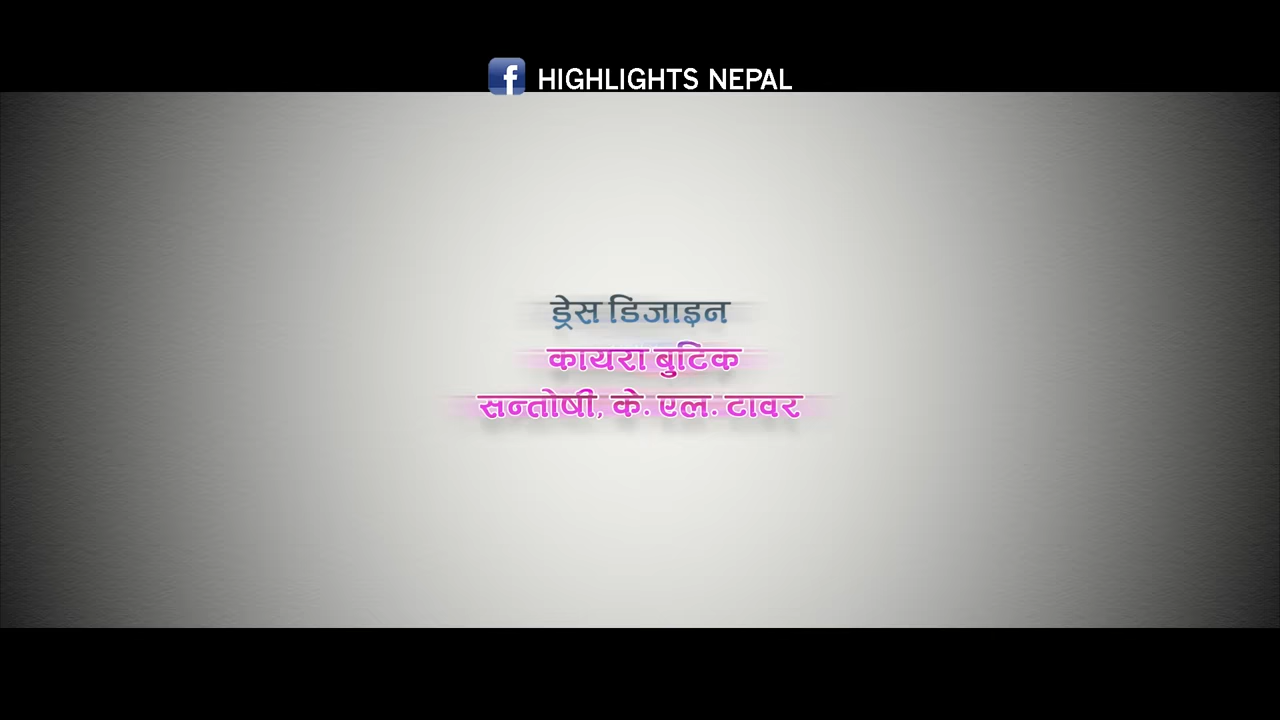 HIGHLIGHTS NEPAL
ड्रेस डिजाइन
कायरा बुटिक
सन्तोषी, के. एल. टावर